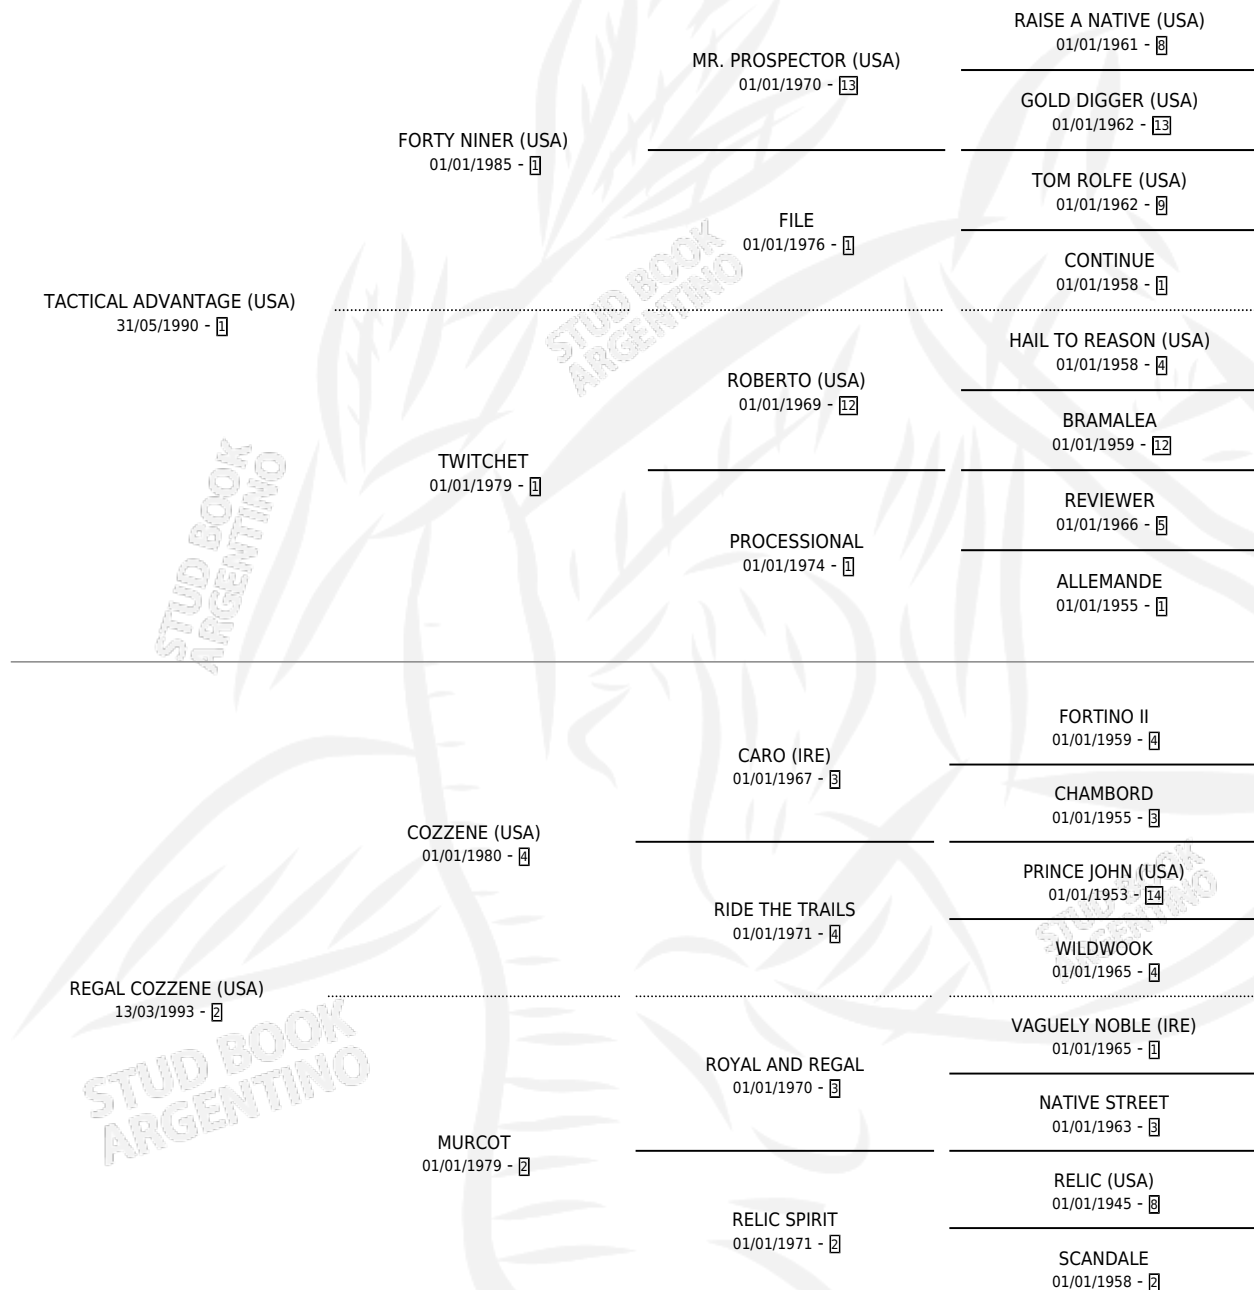 RAISE A NATIVE (USA)
01/01/1961 - 8
MR. PROSPECTOR (USA)
01/01/1970 - 13
GOLD DIGGER (USA)
01/01/1962 - 13
FORTY NINER (USA)
01/01/1985 - 1
TOM ROLFE (USA)
01/01/1962 - 9
FILE
01/01/1976 - 1
CONTINUE
01/01/1958 - 1
TACTICAL ADVANTAGE (USA)
31/05/1990 - 1
HAIL TO REASON (USA)
01/01/1958 - 4
ROBERTO (USA)
01/01/1969 - 12
BRAMALEA
01/01/1959 - 12
TWITCHET
01/01/1979 - 1
REVIEWER
01/01/1966 - 5
PROCESSIONAL
01/01/1974 - 1
ALLEMANDE
01/01/1955 - 1
FORTINO II
01/01/1959 - 4
CARO (IRE)
01/01/1967 - 3
CHAMBORD
01/01/1955 - 3
COZZENE (USA)
01/01/1980 - 4
PRINCE JOHN (USA)
01/01/1953 - 14
RIDE THE TRAILS
01/01/1971 - 4
WILDWOOK
01/01/1965 - 4
REGAL COZZENE (USA)
13/03/1993 - 2
VAGUELY NOBLE (IRE)
01/01/1965 - 1
ROYAL AND REGAL
01/01/1970 - 3
NATIVE STREET
01/01/1963 - 3
MURCOT
01/01/1979 - 2
RELIC (USA)
01/01/1945 - 8
RELIC SPIRIT
01/01/1971 - 2
SCANDALE
01/01/1958 - 2
STUD BOOK
ARGENTINO
STUD BOOK
ARGENTINO
STUD BOOK
ARGENTINO
STUD BOOK
ARGENTINO